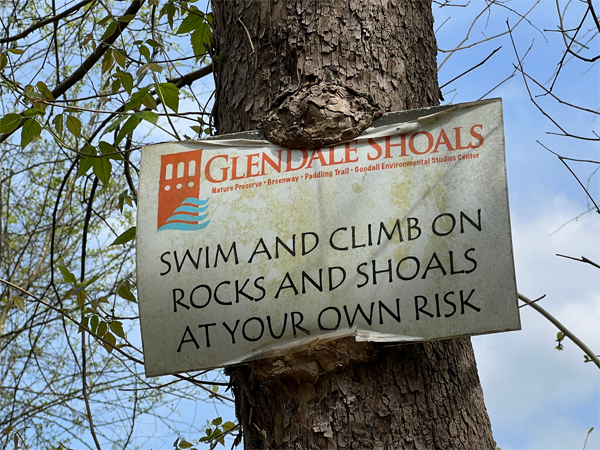 GLENDALE SHOALS
Nature Preserve • Greenway • Paddling Trail • Goodall Environmental Studies Center
SWIM AND CLIMB ON
ROCKS AND SHOALS
AT YOUR OWN RISK